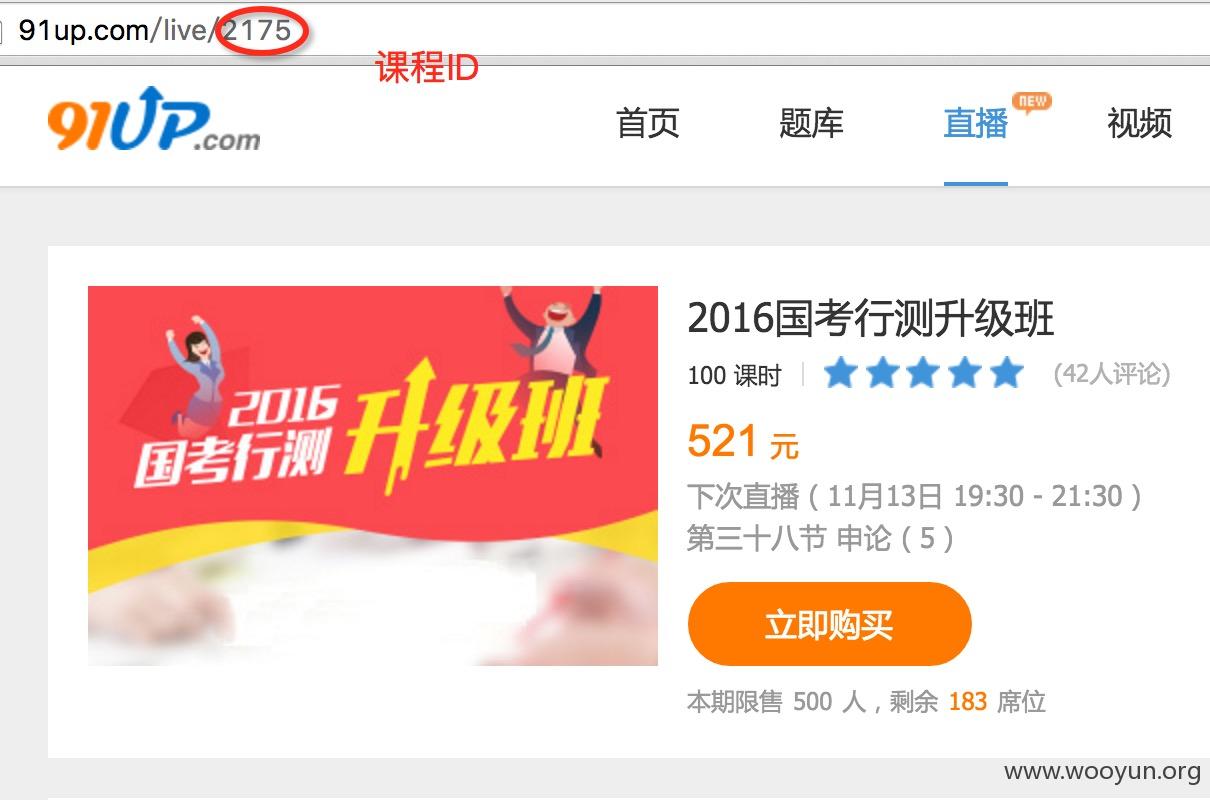 91up.com/live/2175
课程ID
91UP.com
首页
题库
直播
NEW
视频
2016
国考行测
升级班
2016国考行测升级班
100 课时
(42人评论)
521 元
下次直播 ( 11月13日 19:30 - 21:30 )
第三十八节 申论 ( 5 )
立即购买
本期限售 500 人 , 剩余 183 席位
www.wooyun.org